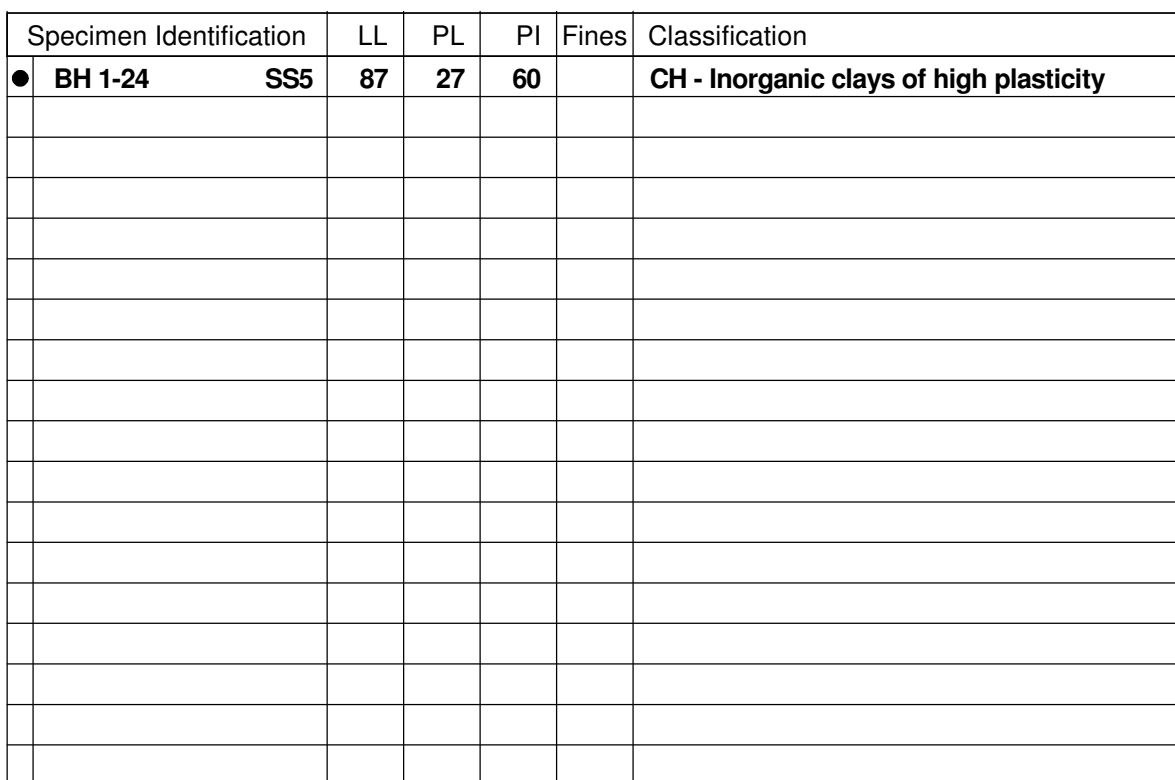 Specimen Identification LL PL PI Fines Classification
● BH 1-24 SS5 87 27 60 CH - Inorganic clays of high plasticity